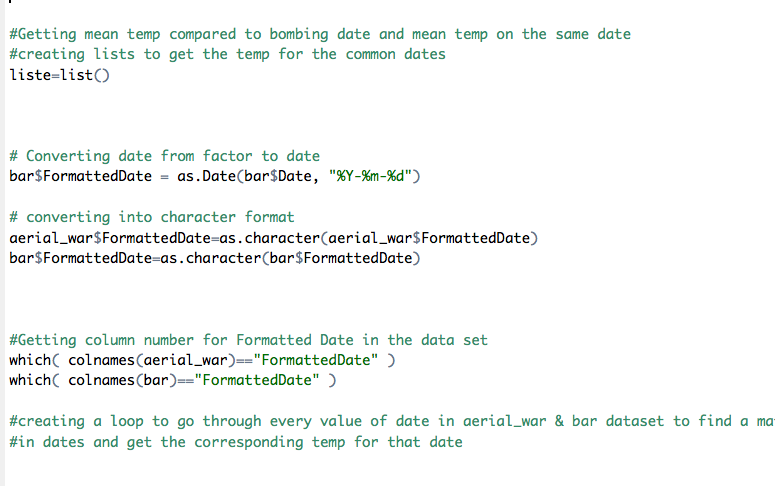 #Getting mean temp compared to bombing date and mean temp on the same date
#creating lists to get the temp for the common dates
liste=list()
# Converting date from factor to date
bar$FormattedDate = as.Date(bar$Date, "%Y-%m-%d")
# converting into character format
aerial_war$FormattedDate=as.character(aerial_war$FormattedDate)
bar$FormattedDate=as.character(bar$FormattedDate)
#Getting column number for Formatted Date in the data set
which( colnames(aerial_war)=="FormattedDate" )
which( colnames(bar)=="FormattedDate" )
#creating a loop to go through every value of date in aerial_war & bar dataset to find a
#in dates and get the corresponding temp for that date